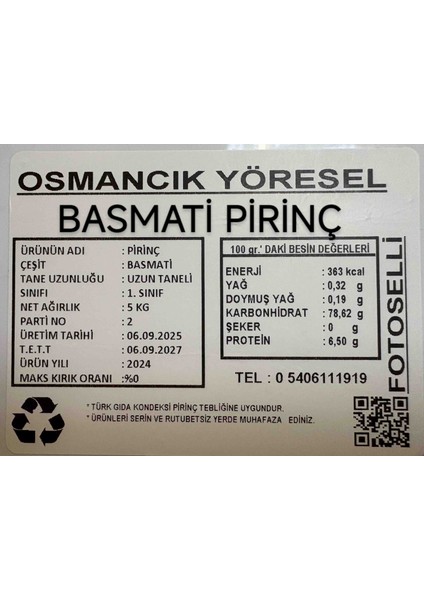 OSMANCIK YÖRESEL
BASMATİ PİRİNÇ
ÜRÜNÜN ADI : PİRİNÇ
ÇEŞİT : BASMATİ
TANE UZUNLUĞU : UZUN TANELİ
SINIFI : 1. SINIF
NET AĞIRLIK : 5 KG
PARTİ NO : 2
ÜRETİM TARİHİ : 06.09.2025
T.E.T.T : 06.09.2027
ÜRÜN YILI : 2024
MAKS KIRIK ORANI :%0
100 gr.' DAKİ BESİN DEĞERLERİ
ENERJİ : 363 kcal
YAĞ : 0,32 g
DOYMUŞ YAĞ : 0,19 g
KARBONHİDRAT : 78,62 g
ŞEKER : 0 g
PROTEİN : 6,50 g
TEL : 0 5406111919
FOTOSELLİ
* TÜRK GIDA KONDEKSİ PİRİNÇ TEBLİĞİNE UYGUNDUR.
* ÜRÜNLERİ SERİN VE RUTUBETSİZ YERDE MUHAFAZA EDİNİZ.